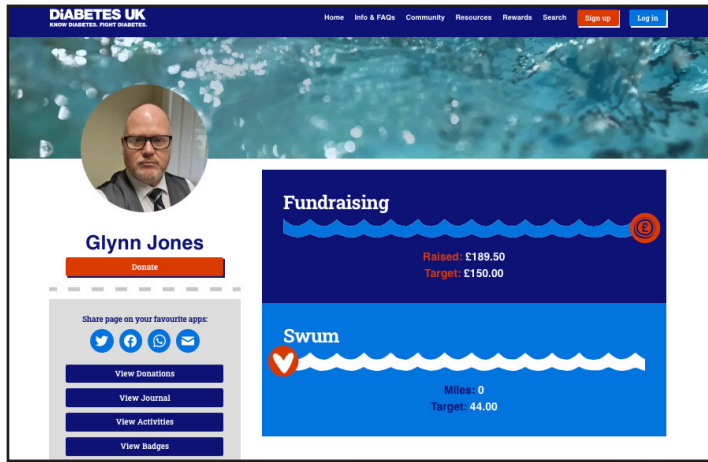 DiABETES UK
KNOW DIABETES. FIGHT DIABETES.
Home Info & FAQs Community Resources Rewards Search Sign up Log in
Glynn Jones
Donate
Share page on your favourite apps:
View Donations
View Journal
View Activities
View Badges
Fundraising
£
Raised: £189.50
Target: £150.00
Swum
Miles: 0
Target: 44.00